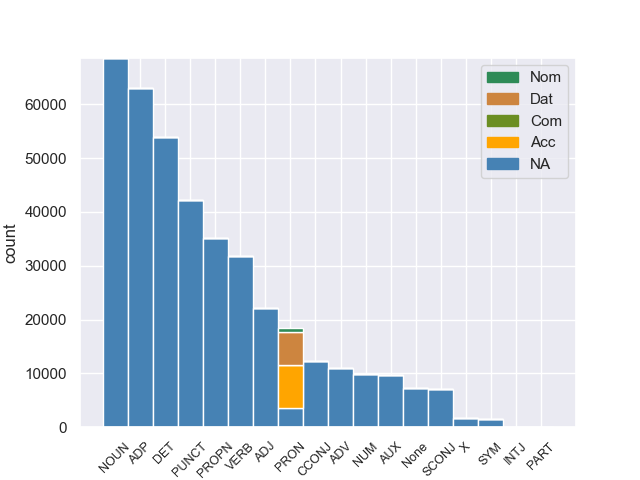 Nom
Dat
Com
Acc
NA
60000
50000
40000
30000
20000
10000
0
count
NOUN
ADP
DET
PUNCT
PROPN
VERB
ADJ
PRON
CCONJ
ADV
NUM
AUX
None
SCONJ
X
SYM
INTJ
PART